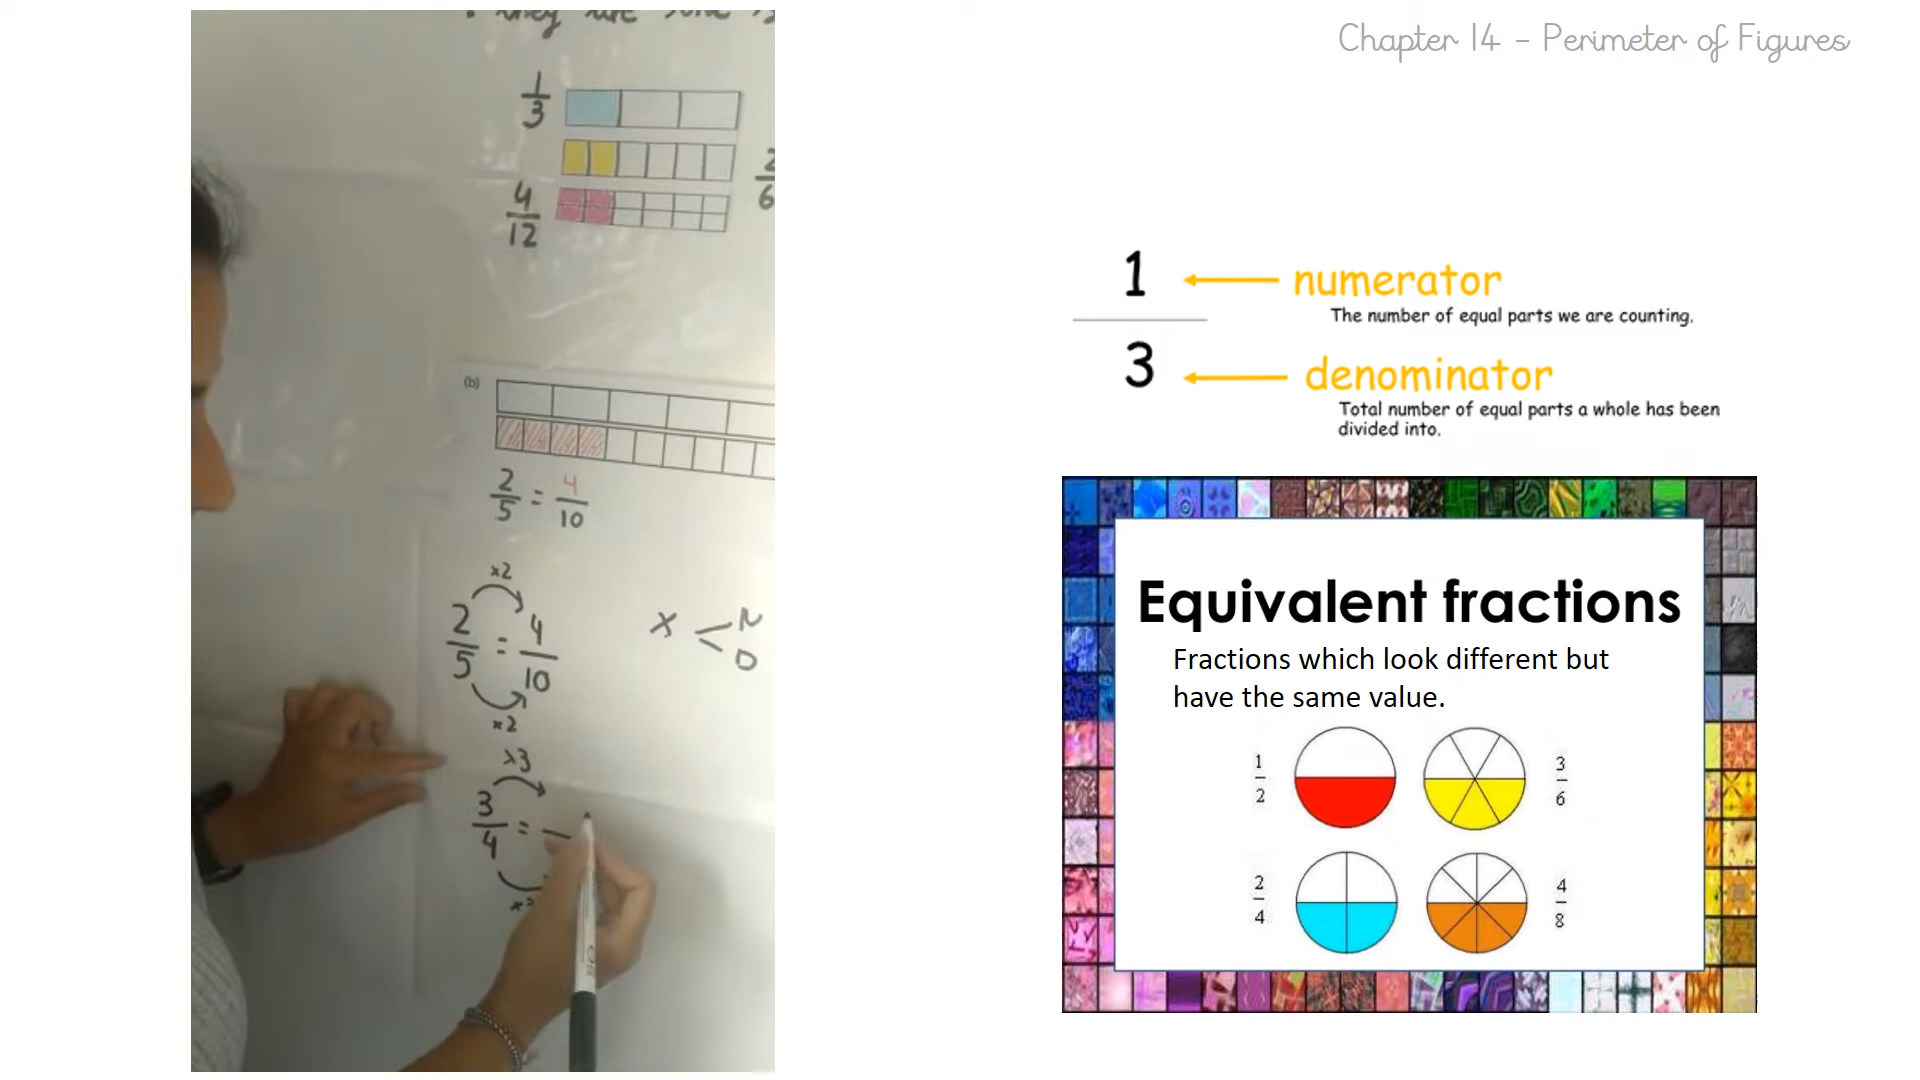 Chapter 14 - Perimeter of Figures
1
3
4
12
2
6
(b)
2 = 4
5 10
x2
2 = 4
5 10
x2
x < N
D
x3
3 =
4
1 numerator
The number of equal parts we are counting.
3 denominator
Total number of equal parts a whole has been
divided into.
Equivalent fractions
Fractions which look different but
have the same value.
1
2
3
6
2
4
4
8